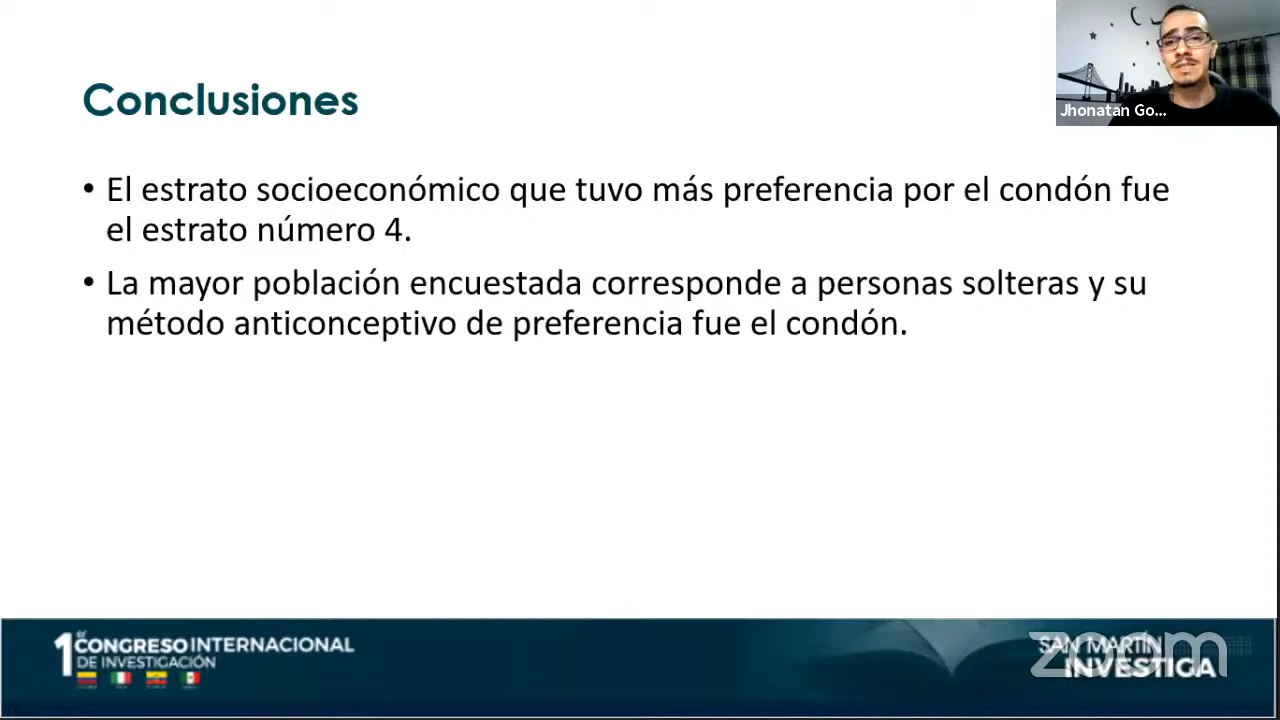 Conclusiones
Jhonatan Go...
• El estrato socioeconómico que tuvo más preferencia por el condón fue
el estrato número 4.
• La mayor población encuestada corresponde a personas solteras y su
método anticonceptivo de preferencia fue el condón.
1er CONGRESO INTERNACIONAL
DE INVESTIGACIÓN
SAN MARTÍN
INVESTIGA
zoom